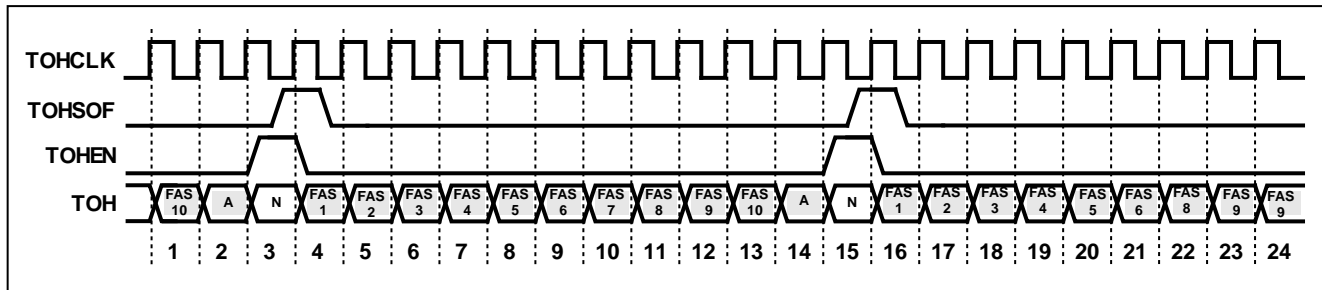 TOHCLK
TOHSOF
TOHEN
TOH FAS 10 A N FAS 1 FAS 2 FAS 3 FAS 4 FAS 5 FAS 6 FAS 7 FAS 8 FAS 9 FAS 10 A N FAS 1 FAS 2 FAS 3 FAS 4 FAS 5 FAS 6 FAS 8 FAS 9 FAS 9
1 2 3 4 5 6 7 8 9 10 11 12 13 14 15 16 17 18 19 20 21 22 23 24